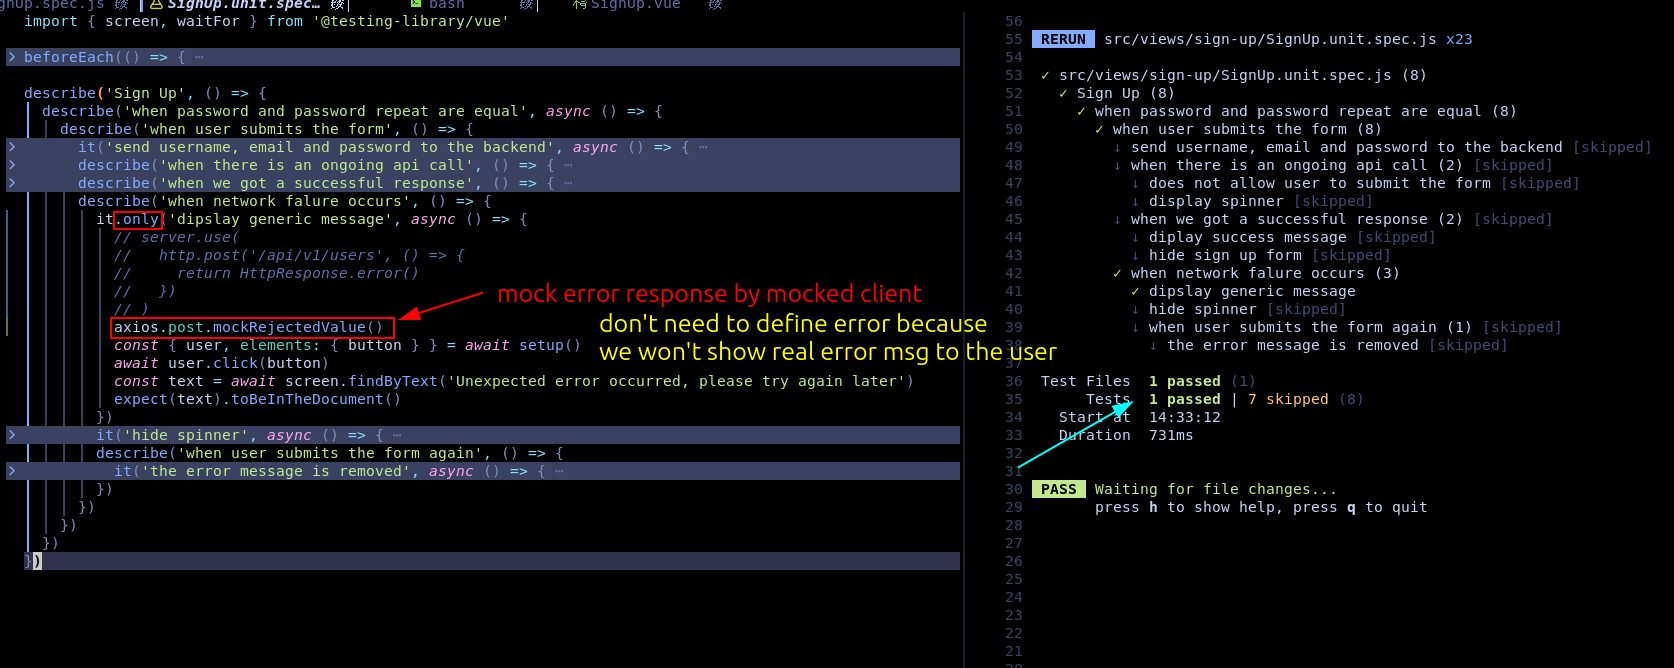 gnUp.spec.js
SignUp.unit.spec…
bash
SignUp.vue
import { screen, waitFor } from '@testing-library/vue'
beforeEach(() => { ⋯
describe('Sign Up', () => {
describe('when password and password repeat are equal', async () => {
describe('when user submits the form', () => {
it('send username, email and password to the backend', async () => { ⋯
describe('when there is an ongoing api call', () => { ⋯
describe('when we got a successful response', () => { ⋯
describe('when network falure occurs', () => {
it.only('dipslay generic message', async () => {
// server.use(
//   http.post('/api/v1/users', () => {
//     return HttpResponse.error()
//   })
// )
axios.post.mockRejectedValue()
const { user, elements: { button } } = await setup()
await user.click(button)
const text = await screen.findByText('Unexpected error occurred, please try again later')
expect(text).toBeInTheDocument()
})
it('hide spinner', async () => { ⋯
describe('when user submits the form again', () => {
it('the error message is removed', async () => { ⋯
})
})
})
})
})
mock error response by mocked client
don't need to define error because
we won't show real error msg to the user
56
55 RERUN src/views/sign-up/SignUp.unit.spec.js x23
54
53 ✓ src/views/sign-up/SignUp.unit.spec.js (8)
52 ✓ Sign Up (8)
51 ✓ when password and password repeat are equal (8)
50 ✓ when user submits the form (8)
49 ↓ send username, email and password to the backend [skipped]
48 ↓ when there is an ongoing api call (2) [skipped]
47 ↓ does not allow user to submit the form [skipped]
46 ↓ display spinner [skipped]
45 ↓ when we got a successful response (2) [skipped]
44 ↓ diplay success message [skipped]
43 ↓ hide sign up form [skipped]
42 ✓ when network falure occurs (3)
41 ✓ dipslay generic message
40 ↓ hide spinner [skipped]
39 ↓ when user submits the form again (1) [skipped]
38 ↓ the error message is removed [skipped]
37
36 Test Files 1 passed (1)
35 Tests 1 passed | 7 skipped (8)
34 Start at 14:33:12
33 Duration 731ms
32
31
30 PASS Waiting for file changes...
29 press h to show help, press q to quit
28
27
26
25
24
23
22
21